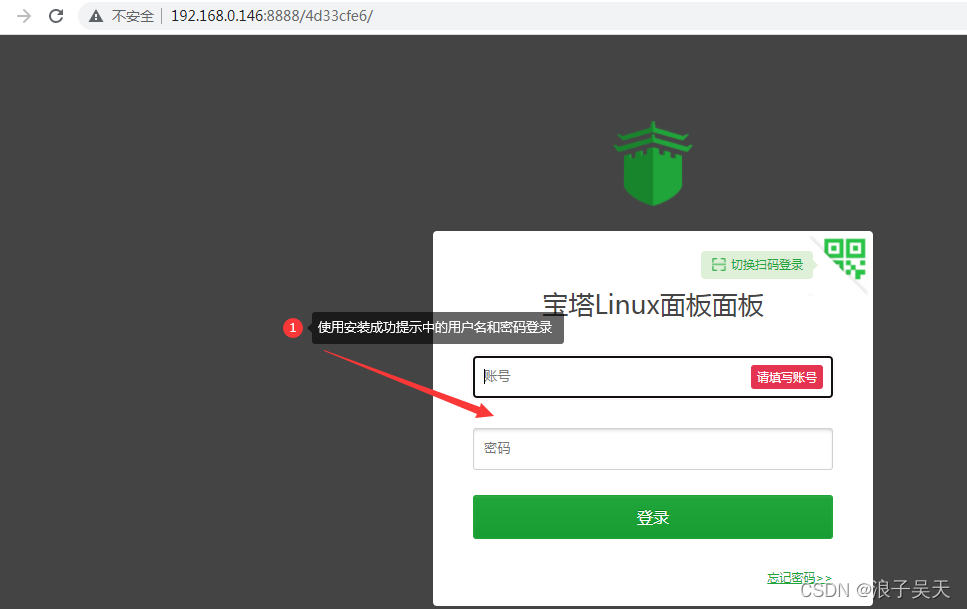 不安全 | 192.168.0.146:8888/4d33cfe6/
切换扫码登录
宝塔Linux面板面板
1 使用安装成功提示中的用户名和密码登录
账号 请填写账号
密码
登录
忘记密码>>
CSDN @浪子吴天